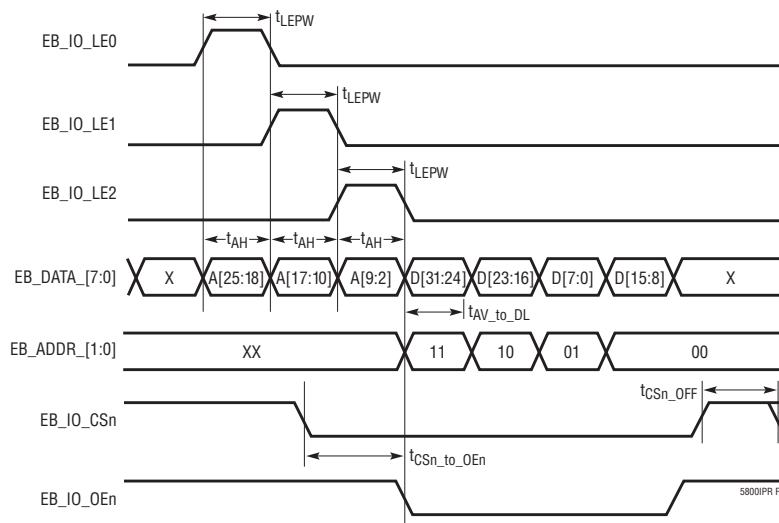 tLEPW
EB_IO_LE0
tLEPW
EB_IO_LE1
tLEPW
EB_IO_LE2
tAH tAH tAH
EB_DATA_[7:0] X A[25:18] A[17:10] A[9:2] D[31:24] D[23:16] D[7:0] D[15:8] X
tAV_to_DL
EB_ADDR_[1:0] XX 11 10 01 00
tCSn_OFF
EB_IO_CSn
tCSn_to_OEn
EB_IO_OEn
5800IPR F